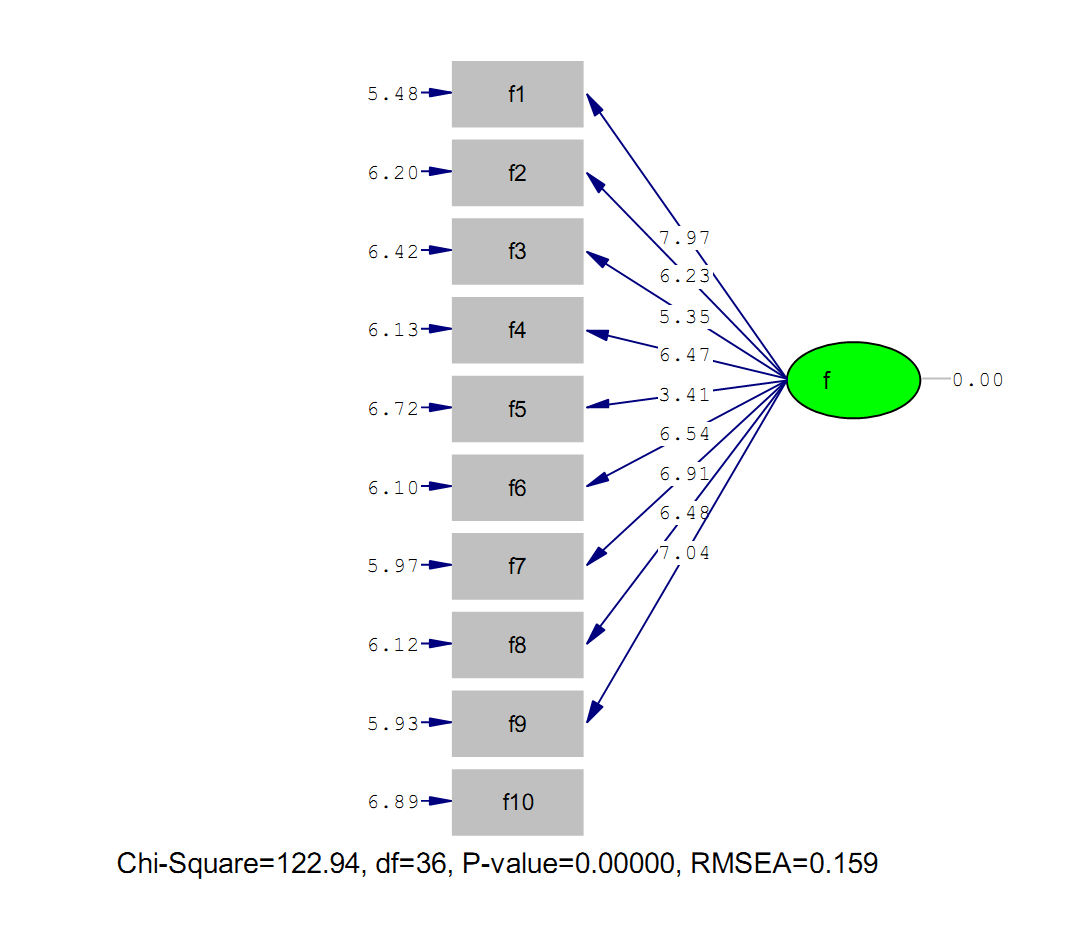 5.48 f1
6.20 f2
7.97
6.42 f3
6.23
5.35
6.13 f4
6.47
f 0.00
3.41
6.72 f5
6.54
6.91
6.10 f6
6.48
7.04
5.97 f7
6.12 f8
5.93 f9
6.89 f10
Chi-Square=122.94, df=36, P-value=0.00000, RMSEA=0.159